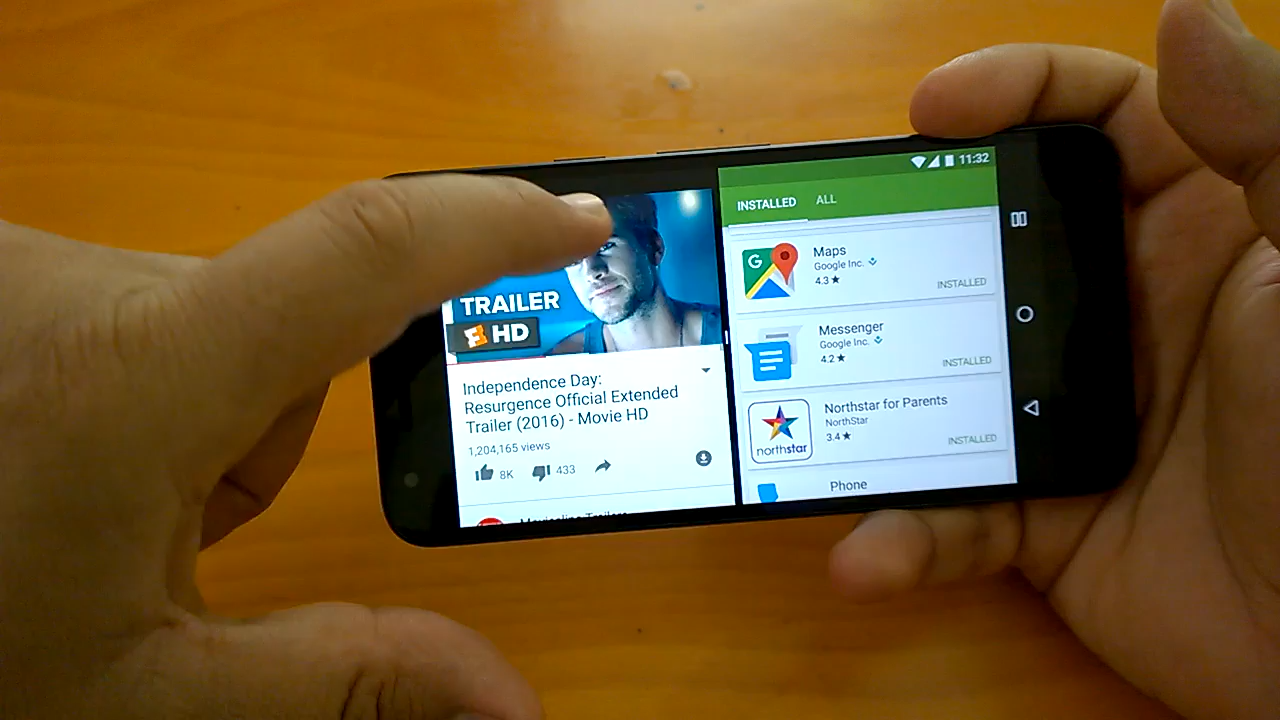 TRAILER
HD
Independence Day:
Resurgence Official Extended
Trailer (2016) - Movie HD
1,204,165 views
8K
433
11:32
INSTALLED ALL
Maps
Google Inc.
4.3★
INSTALLED
Messenger
Google Inc.
4.2★
INSTALLED
northstar
Northstar for Parents
NorthStar
3.4★
INSTALLED
Phone